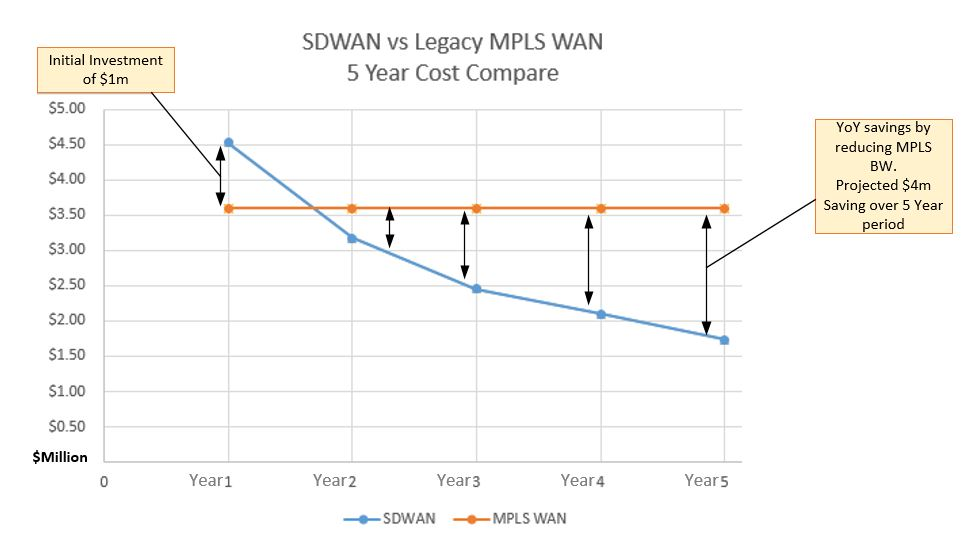 SDWAN vs Legacy MPLS WAN
5 Year Cost Compare
Initial Investment
of $1m
$5.00
$4.50
$4.00
$3.50
$3.00
$2.50
$2.00
$1.50
$1.00
$0.50
$Million
YoY savings by
reducing MPLS
BW.
Projected $4m
Saving over 5 Year
period
0 Year1 Year2 Year3 Year4 Year5
SDWAN MPLS WAN